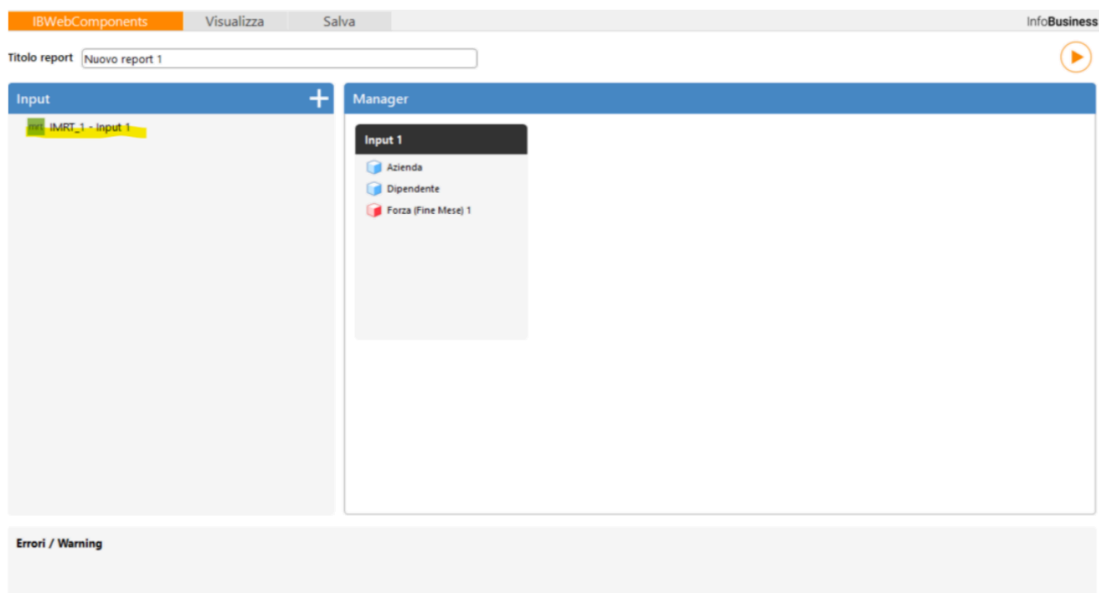 IBWebComponents Visualizza Salva InfoBusiness
Titolo report Nuovo report 1
Input Manager
IMRT_1 - Input 1
Input 1
Azienda
Dipendente
Forza (Fine Mese) 1
Errori / Warning